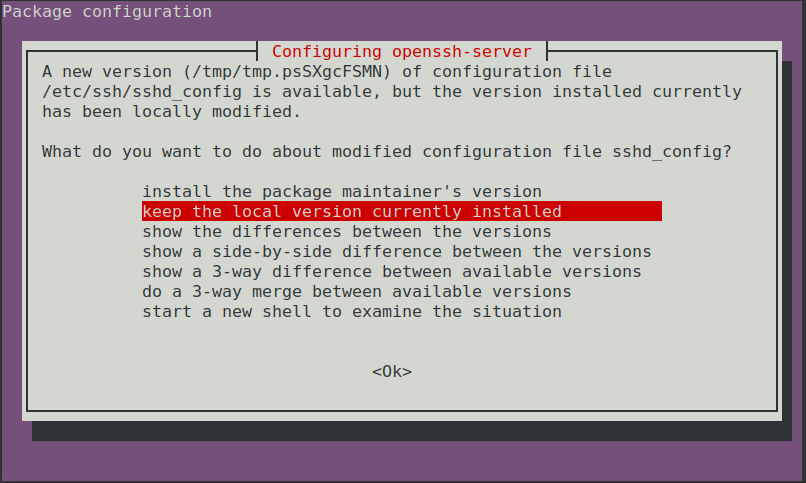 Package configuration
Configuring openssh-server
A new version (/tmp/tmp.psSXgcFSMN) of configuration file
/etc/ssh/sshd_config is available, but the version installed currently
has been locally modified.
What do you want to do about modified configuration file sshd_config?
install the package maintainer's version
keep the local version currently installed
show the differences between the versions
show a side-by-side difference between the versions
show a 3-way difference between available versions
do a 3-way merge between available versions
start a new shell to examine the situation
<Ok>